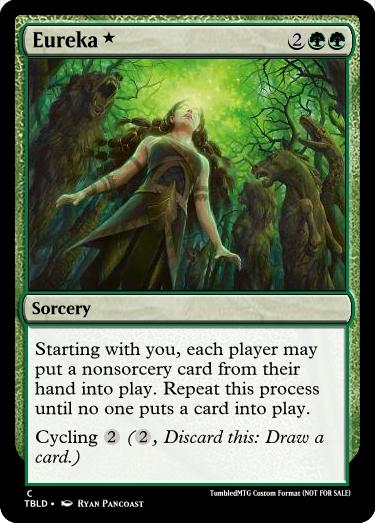 Eureka ★ 2
Sorcery
Starting with you, each player may
put a nonsorcery card from their
hand into play. Repeat this process
until no one puts a card into play.
Cycling 2 (2, Discard this: Draw a
card.)
C
TBLD • RYAN PANCOAST
TumbledMTG Custom Format (NOT FOR SALE)